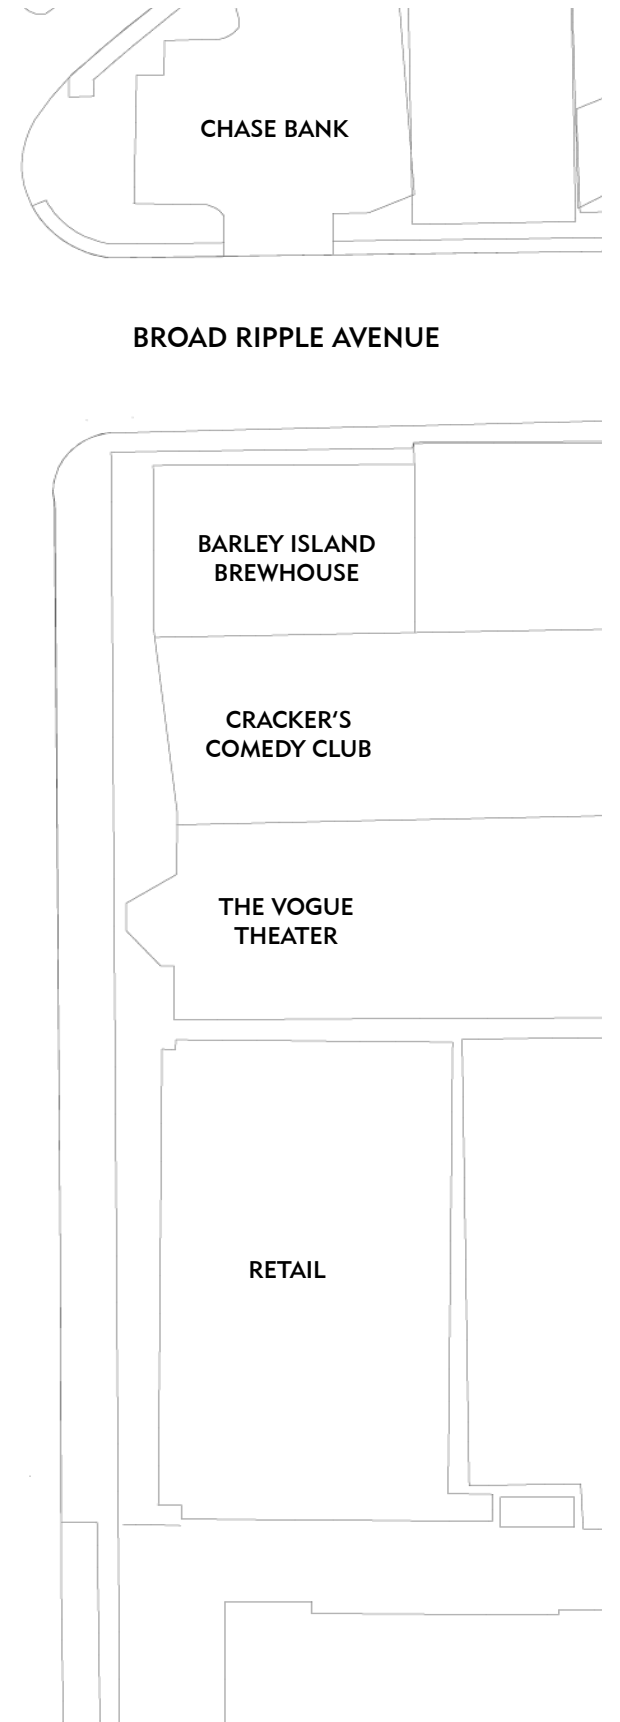 CHASE BANK
BROAD RIPPLE AVENUE
BARLEY ISLAND
BREWHOUSE
CRACKER'S
COMEDY CLUB
THE VOGUE
THEATER
RETAIL